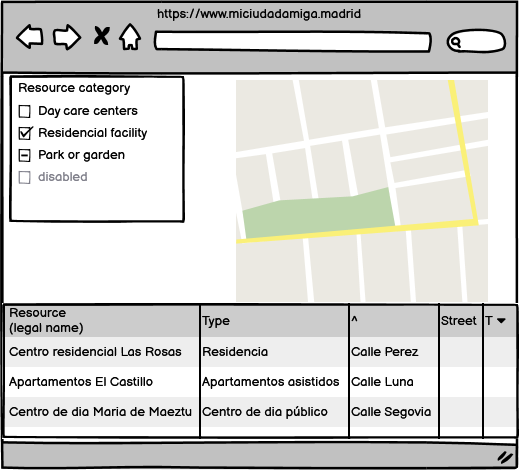 https://www.miciudadamiga.madrid
Resource category
Day care centers
Residencial facility
Park or garden
disabled
Resource
(legal name) Type ^ Street T
Centro residencial Las Rosas Residencia Calle Perez
Apartamentos El Castillo Apartamentos asistidos Calle Luna
Centro de dia Maria de Maeztu Centro de dia público Calle Segovia